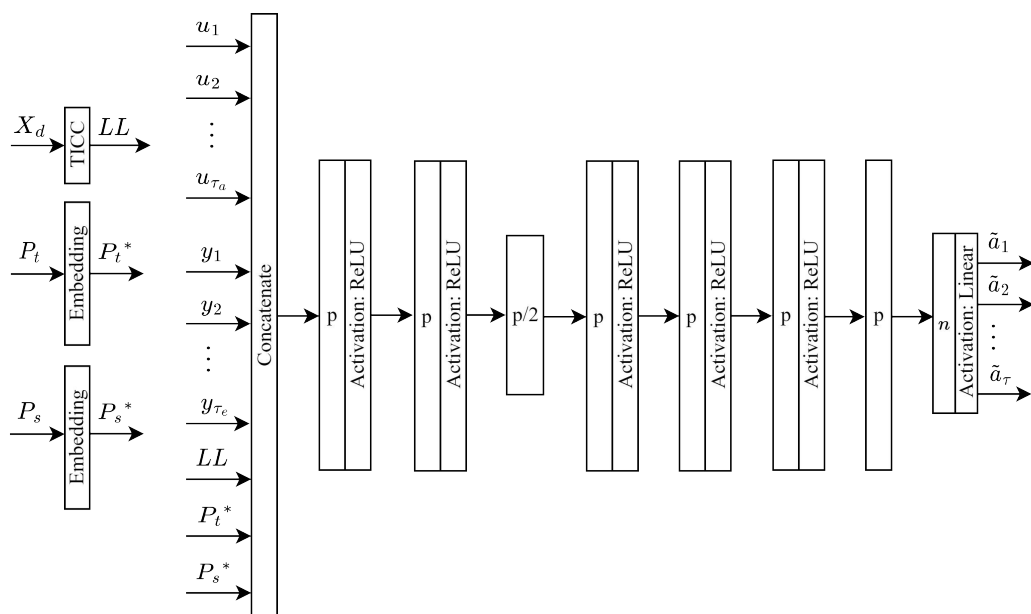 X_d
TICC
LL
P_t
Embedding
P_t*
P_s
Embedding
P_s*
u_1
u_2
⋮
u_{τ_a}
y_1
y_2
⋮
y_{τ_e}
LL
P_t*
P_s*
Concatenate
p
Activation: ReLU
p
Activation: ReLU
p/2
p
Activation: ReLU
p
Activation: ReLU
p
Activation: ReLU
p
n
Activation: Linear
ã_1
ã_2
⋮
ã_τ